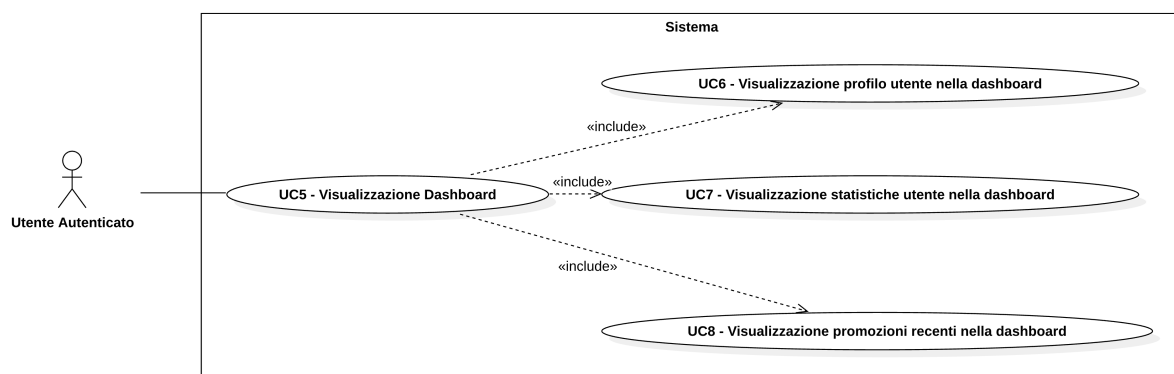 Sistema
UC6 - Visualizzazione profilo utente nella dashboard
«include»
UC5 - Visualizzazione Dashboard
«include»
UC7 - Visualizzazione statistiche utente nella dashboard
Utente Autenticato
«include»
UC8 - Visualizzazione promozioni recenti nella dashboard